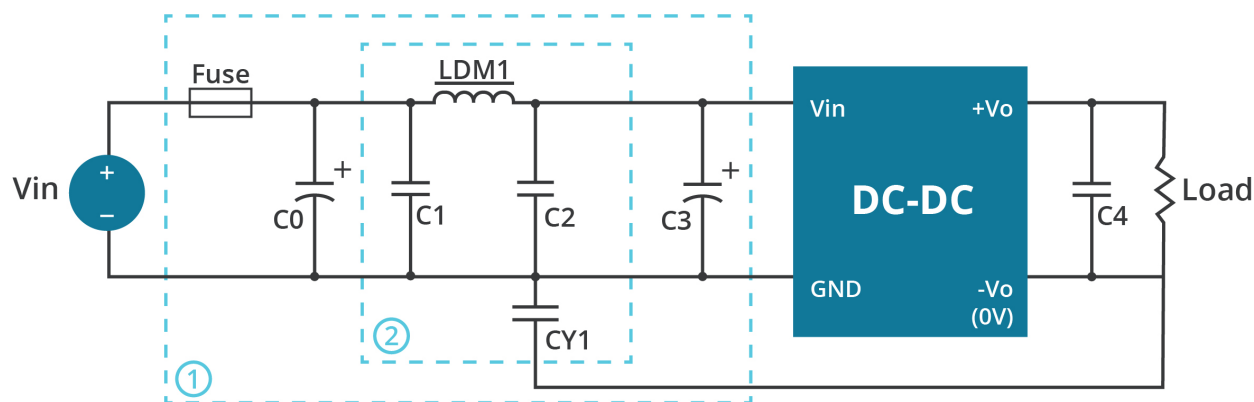 Fuse
LDM1
Vin
+
−
C0
+
C1
C2
C3
+
Vin
+Vo
DC-DC
GND
-Vo
(0V)
C4
Load
CY1
2
1